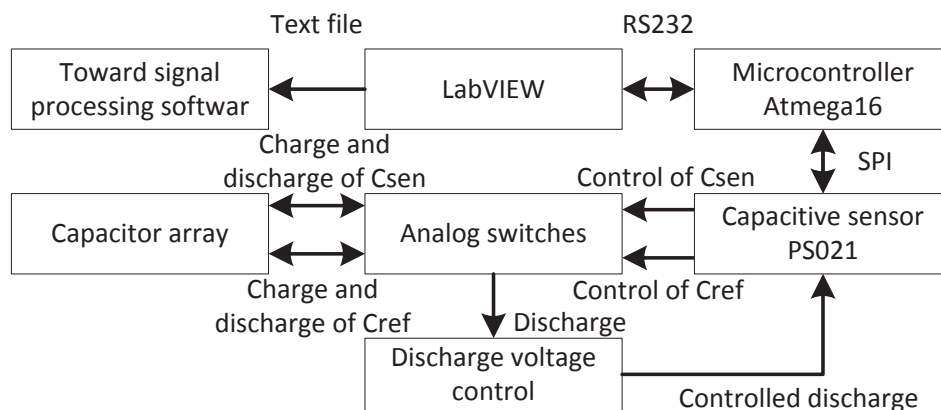 Text file
RS232
Toward signal
processing softwar
LabVIEW
Microcontroller
Atmega16
Charge and
discharge of Csen
Control of Csen
SPI
Capacitor array
Analog switches
Capacitive sensor
PS021
Charge and
discharge of Cref
Control of Cref
Discharge
Discharge voltage
control
Controlled discharge